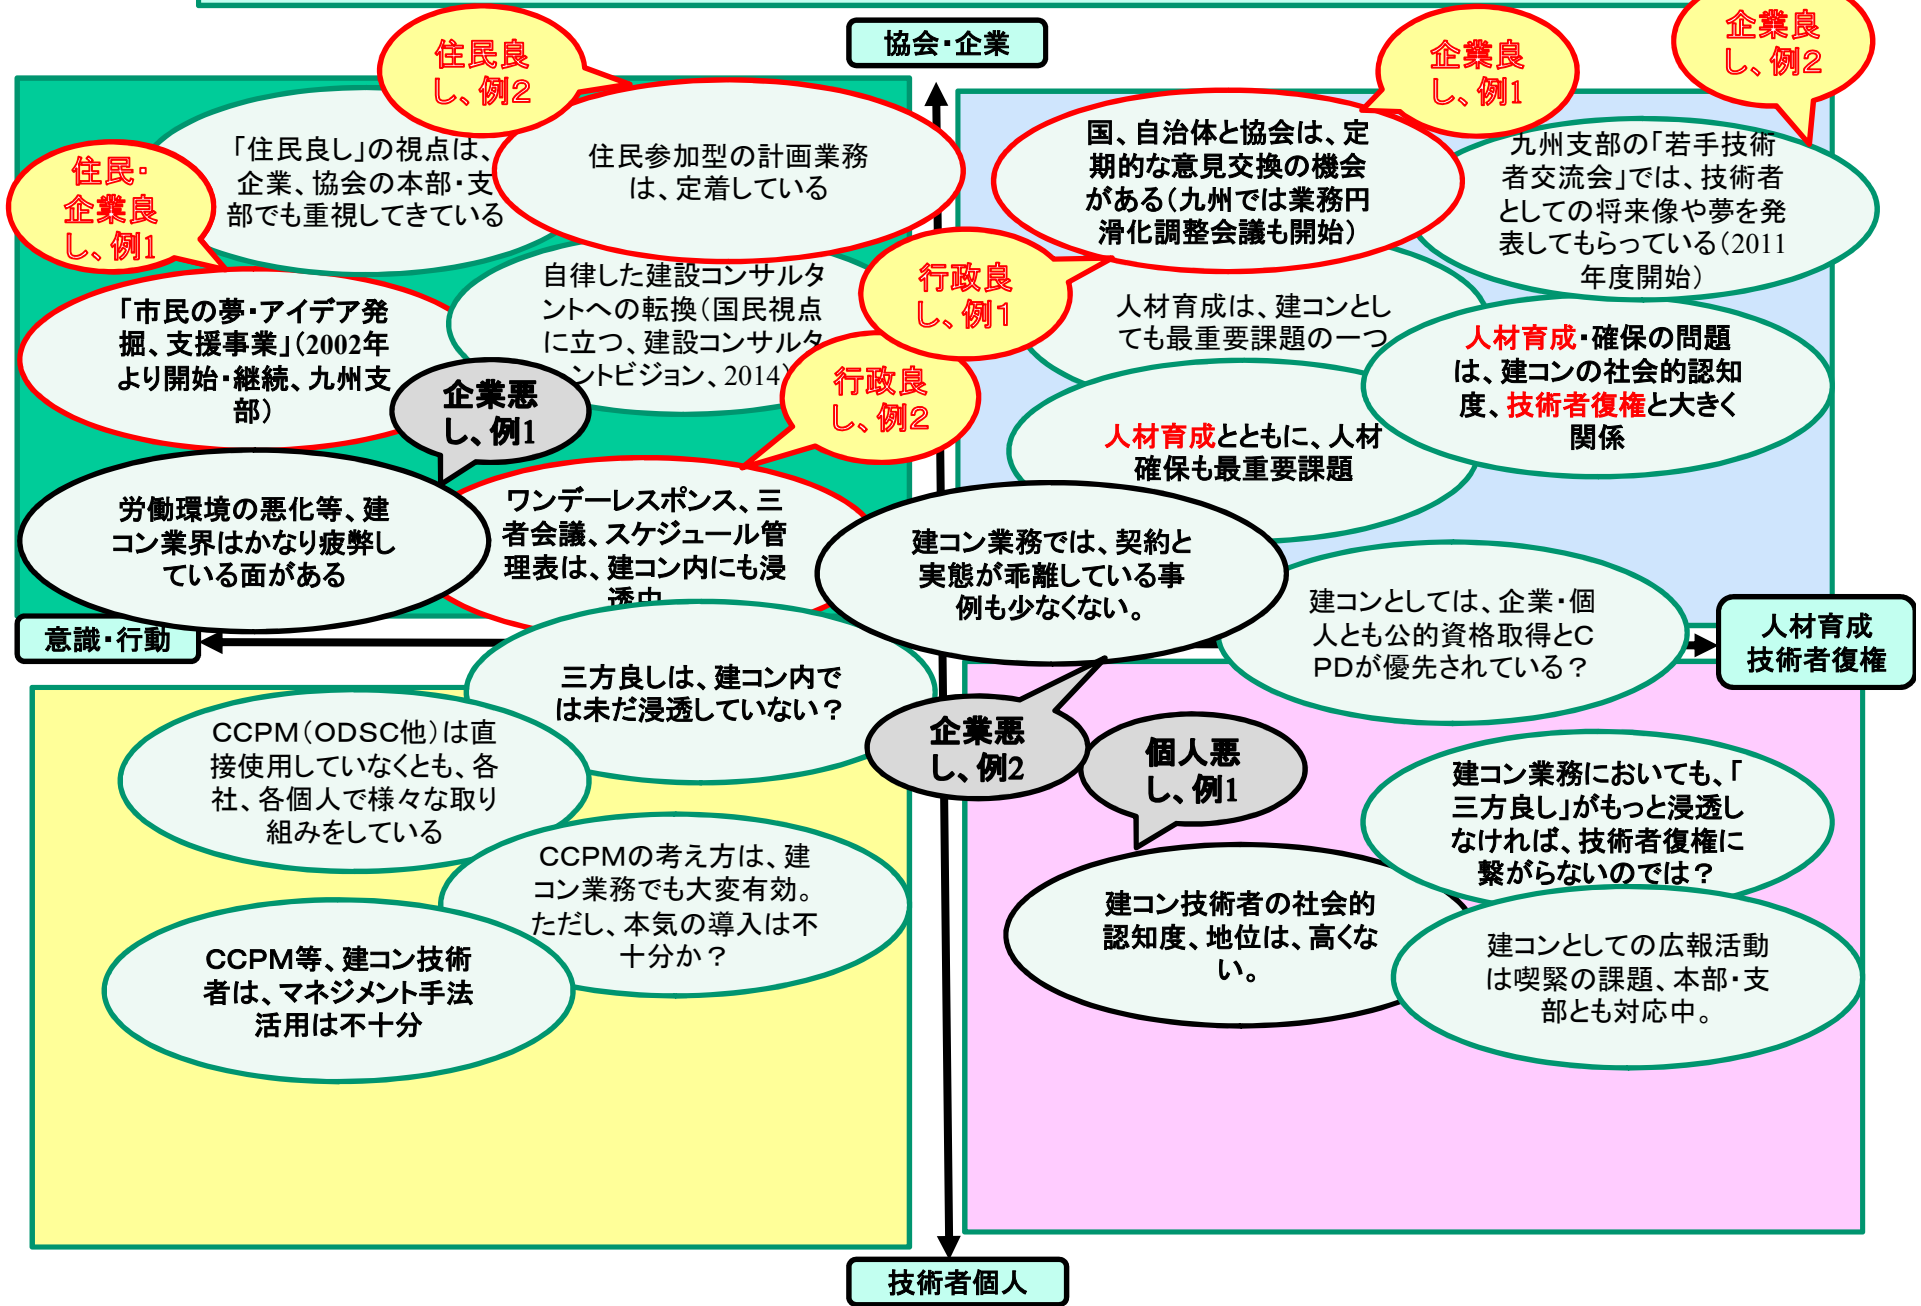 協会・企業
企業良
し、例2
住民良
し、例２
企業良
し、例1
「住民良し」の視点は、
企業、協会の本部・支
部でも重視してきている
住民参加型の計画業務
は、定着している
国、自治体と協会は、定
期的な意見交換の機会
がある（九州では業務円
滑化調整会議も開始）
九州支部の「若手技術
者交流会」では、技術者
としての将来像や夢を発
表してもらっている（2011
年度開始）
住民・
企業良
し、例1
自律した建設コンサルタ
ントへの転換（国民視点
に立つ、建設コンサルタ
ントビジョン、2014）
行政良
し、例１
人材育成は、建コンとし
ても最重要課題の一つ
「市民の夢・アイデア発
掘、支援事業」（2002年
より開始・継続、九州支
部）
企業悪
し、例1
行政良
し、例２
人材育成・確保の問題
は、建コンの社会的認知
度、技術者復権と大きく
関係
人材育成とともに、人材
確保も最重要課題
労働環境の悪化等、建
コン業界はかなり疲弊し
ている面がある
ワンデーレスポンス、三
者会議、スケジュール管
理表は、建コン内にも浸
透中
建コン業務では、契約と
実態が乖離している事
例も少なくない。
建コンとしては、企業・個
人とも公的資格取得とＣ
ＰＤが優先されている？
意識・行動
人材育成
技術者復権
三方良しは、建コン内で
は未だ浸透していない？
企業悪
し、例2
個人悪
し、例1
ＣＣＰＭ（ＯＤＳＣ他）は直
接使用していなくとも、各
社、各個人で様々な取り
組みをしている
建コン業務においても、「
三方良し」がもっと浸透し
なければ、技術者復権に
繋がらないのでは？
ＣＣＰＭの考え方は、建
コン業務でも大変有効。
ただし、本気の導入は不
十分か？
建コン技術者の社会的
認知度、地位は、高くな
い。
ＣＣＰＭ等、建コン技術
者は、マネジメント手法
活用は不十分
建コンとしての広報活動
は喫緊の課題、本部・支
部とも対応中。
技術者個人